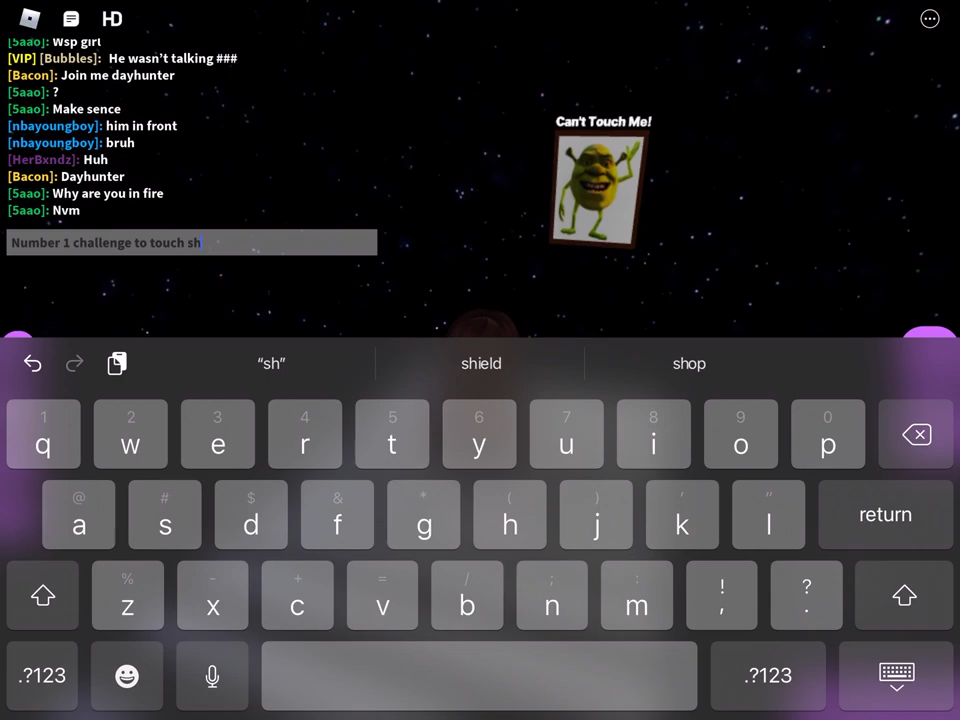 HD
[5aao]: Wsp girl
[VIP] [Bubbles]: He wasn't talking ###
[Bacon]: Join me dayhunter
[5aao]: ?
[5aao]: Make sence
[nbayoungboy]: him in front
[nbayoungboy]: bruh
[HerBxndz]: Huh
[Bacon]: Dayhunter
[5aao]: Why are you in fire
[5aao]: Nvm
Can't Touch Me!
Number 1 challenge to touch sh
“sh” shield shop
1 2 3 4 5 6 7 8 9 0
q w e r t y u i o p
@ # $ & * ( ) ' "
a s d f g h j k l return
% - + = / ; : ! ?
z x c v b n m , .
.?123 .?123